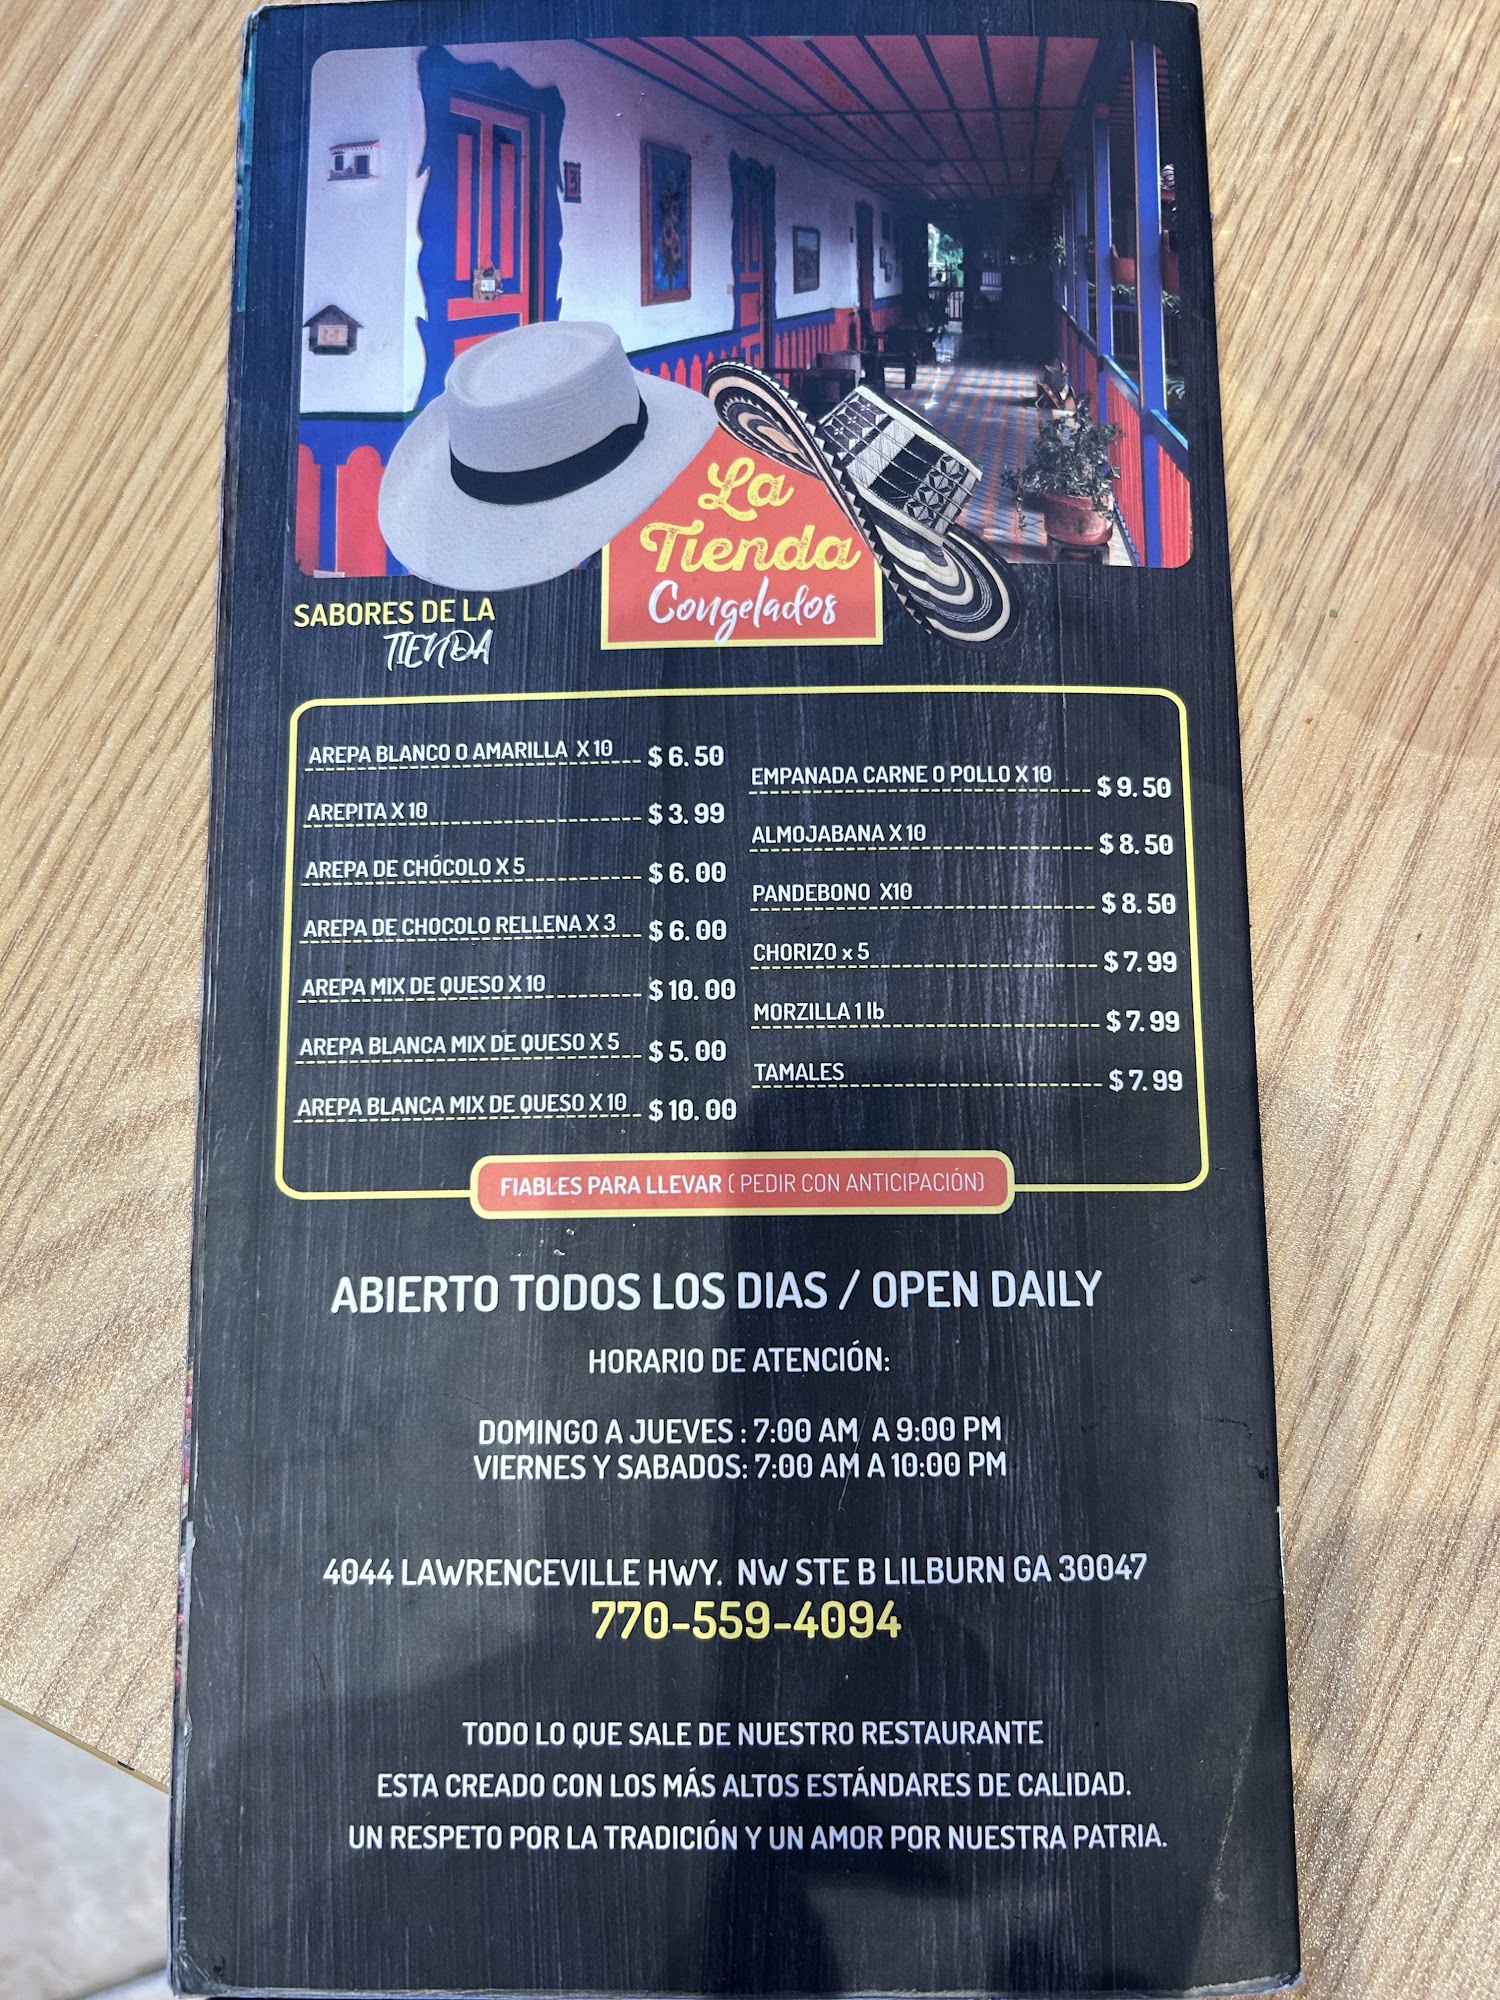 La
Tienda
Congelados
SABORES DE LA
TIENDA
AREPA BLANCO O AMARILLA X 10 $ 6.50
AREPITA X 10 $ 3.99
AREPA DE CHÓCOLO X 5 $ 6.00
AREPA DE CHOCOLO RELLENA X 3 $ 6.00
AREPA MIX DE QUESO X 10 $ 10.00
AREPA BLANCA MIX DE QUESO X 5 $ 5.00
AREPA BLANCA MIX DE QUESO X 10 $ 10.00
EMPANADA CARNE O POLLO X 10 $ 9.50
ALMOJABANA X 10 $ 8.50
PANDEBONO X10 $ 8.50
CHORIZO x 5 $ 7.99
MORZILLA 1 lb $ 7.99
TAMALES $ 7.99
FIABLES PARA LLEVAR ( PEDIR CON ANTICIPACIÓN)
ABIERTO TODOS LOS DIAS / OPEN DAILY
HORARIO DE ATENCIÓN:
DOMINGO A JUEVES : 7:00 AM A 9:00 PM
VIERNES Y SABADOS: 7:00 AM A 10:00 PM
4044 LAWRENCEVILLE HWY. NW STE B LILBURN GA 30047
770-559-4094
TODO LO QUE SALE DE NUESTRO RESTAURANTE
ESTA CREADO CON LOS MÁS ALTOS ESTÁNDARES DE CALIDAD.
UN RESPETO POR LA TRADICIÓN Y UN AMOR POR NUESTRA PATRIA.